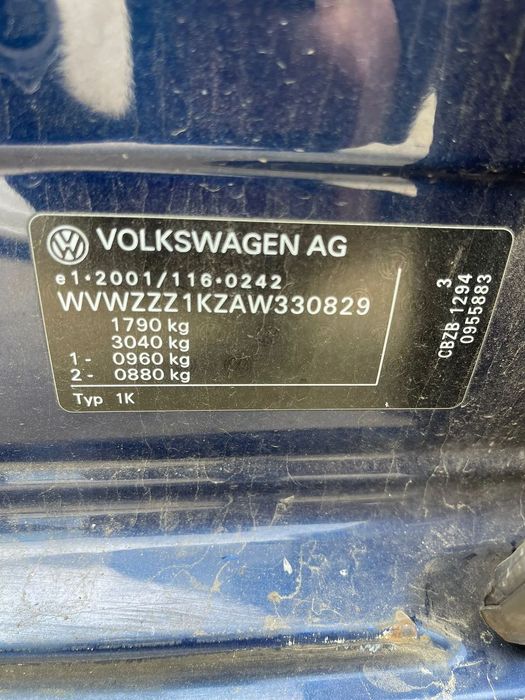 VOLKSWAGEN AG
e1*2001/116*0242
WVWZZZ1KZAW330829
1790 kg
3040 kg
1 - 0960 kg
2 - 0880 kg
Typ 1K
3
CBZB 1294
0955883